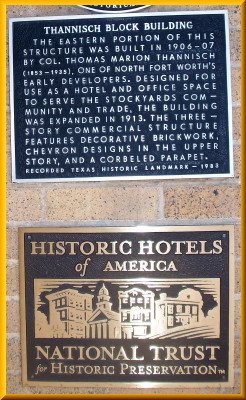 THANNISCH BLOCK BUILDING
THE EASTERN PORTION OF THIS
STRUCTURE WAS BUILT IN 1906-07
BY COL. THOMAS MARION THANNISCH
(1853-1935), ONE OF NORTH FORT WORTH'S
EARLY DEVELOPERS. DESIGNED FOR
USE AS A HOTEL AND OFFICE SPACE
TO SERVE THE STOCKYARDS COM-
MUNITY AND TRADE, THE BUILDING
WAS EXPANDED IN 1913. THE THREE-
STORY COMMERCIAL STRUCTURE
FEATURES DECORATIVE BRICKWORK,
CHEVRON DESIGNS IN THE UPPER
STORY, AND A CORBELED PARAPET.
RECORDED TEXAS HISTORIC LANDMARK-1983
HISTORIC HOTELS
of AMERICA
NATIONAL TRUST
for HISTORIC PRESERVATION™